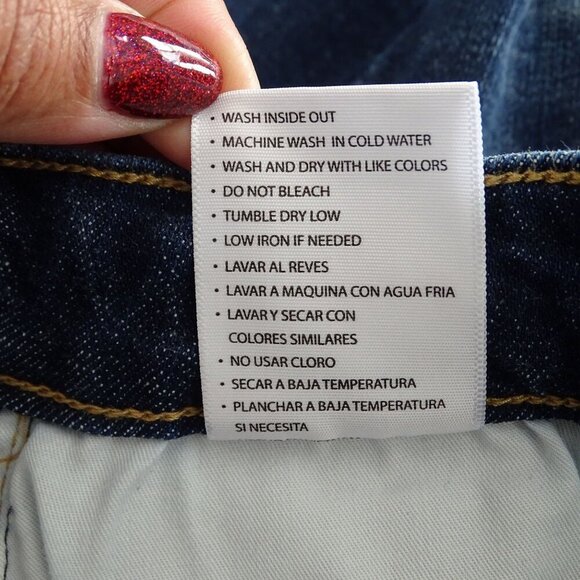 • WASH INSIDE OUT
• MACHINE WASH IN COLD WATER
• WASH AND DRY WITH LIKE COLORS
• DO NOT BLEACH
• TUMBLE DRY LOW
• LOW IRON IF NEEDED
• LAVAR AL REVES
• LAVAR A MAQUINA CON AGUA FRIA
• LAVAR Y SECAR CON
COLORES SIMILARES
• NO USAR CLORO
• SECAR A BAJA TEMPERATURA
• PLANCHAR A BAJA TEMPERATURA
SI NECESITA